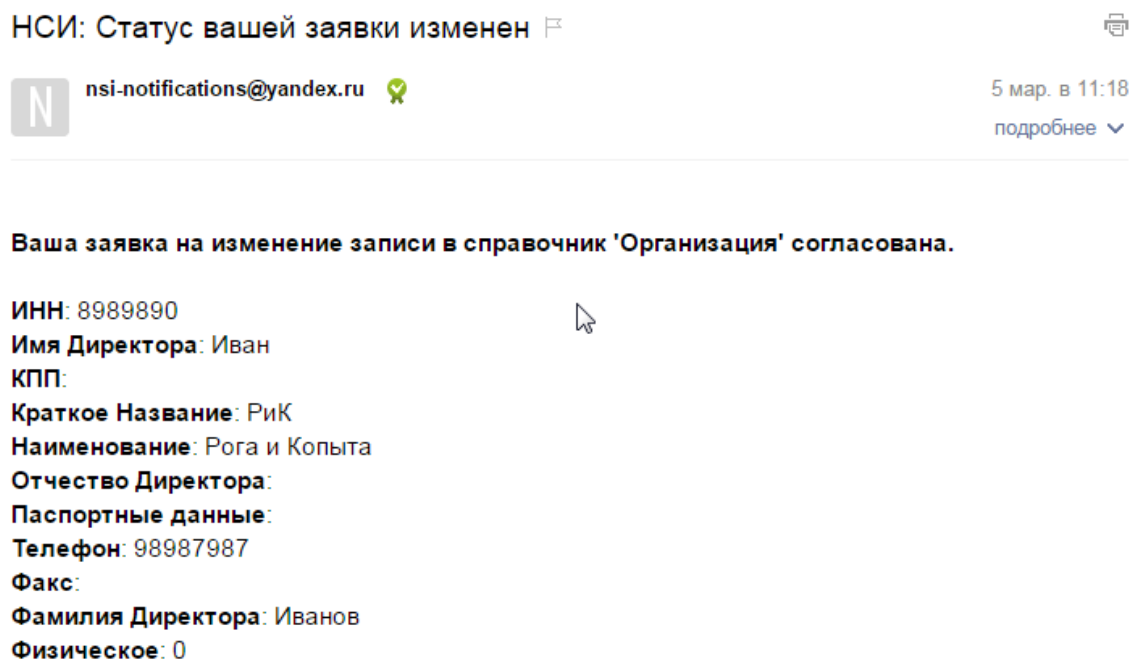 НСИ: Статус вашей заявки изменен
N
nsi-notifications@yandex.ru
5 мар. в 11:18
подробнее
Ваша заявка на изменение записи в справочник 'Организация' согласована.
ИНН: 8989890
Имя Директора: Иван
КПП:
Краткое Название: РиК
Наименование: Рога и Копыта
Отчество Директора:
Паспортные данные:
Телефон: 98987987
Факс:
Фамилия Директора: Иванов
Физическое: 0